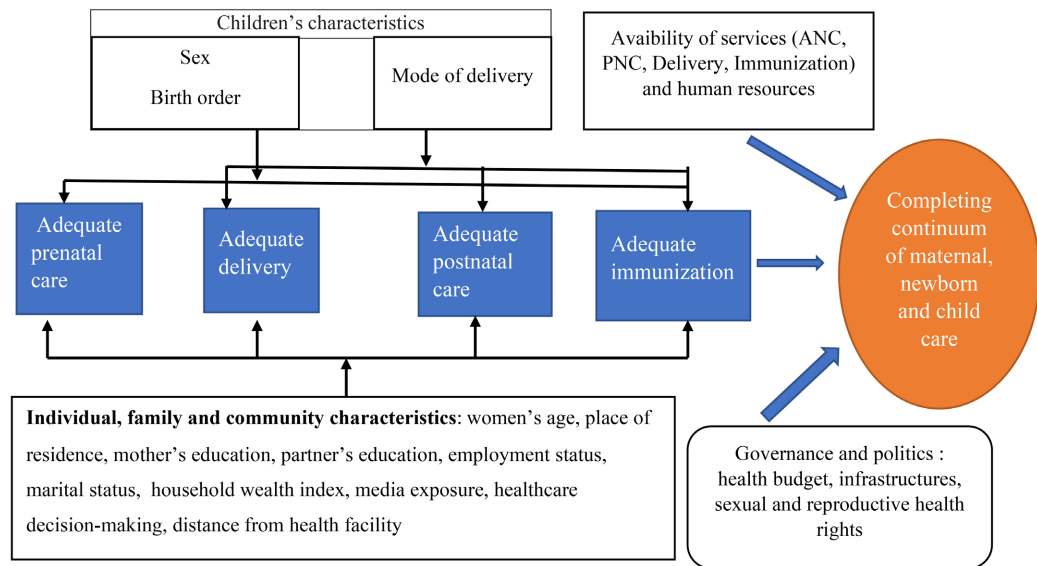 Children's characteristics
Sex
Birth order
Mode of delivery
Avaibility of services (ANC,
PNC, Delivery, Immunization)
and human resources
Adequate
prenatal
care
Adequate
delivery
Adequate
postnatal
care
Adequate
immunization
Completing
continuum
of maternal,
newborn
and child
care
Individual, family and community characteristics: women's age, place of
residence, mother's education, partner's education, employment status,
marital status, household wealth index, media exposure, healthcare
decision-making, distance from health facility
Governance and politics :
health budget, infrastructures,
sexual and reproductive health
rights